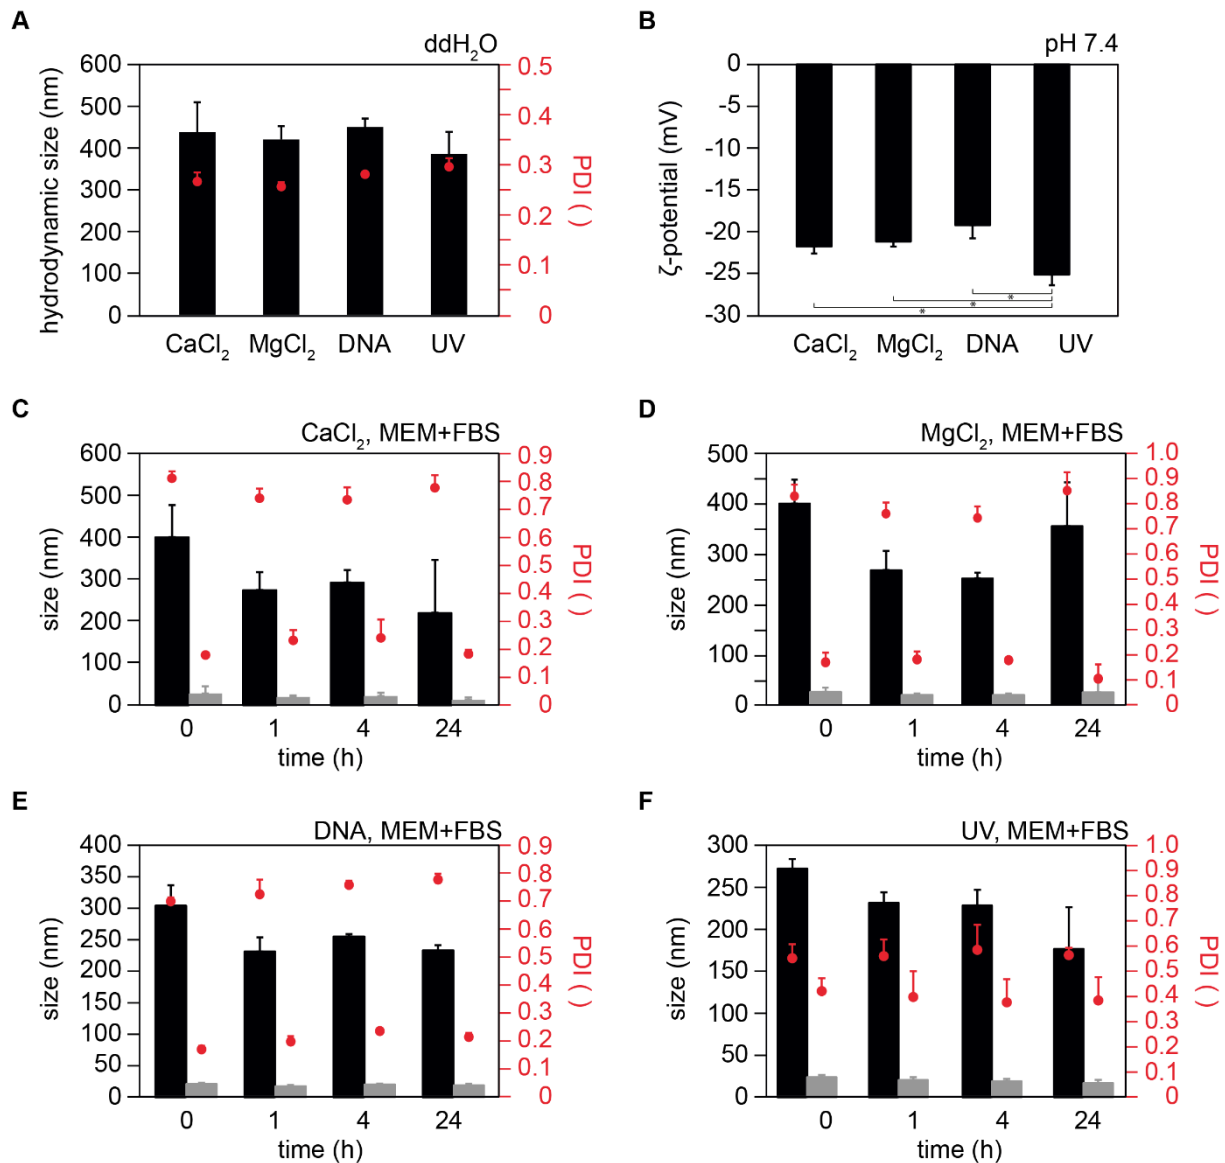 A
ddH₂O
hydrodynamic size (nm)
600
500
400
300
200
100
0
0.5
0.4
0.3
0.2
0.1
0
PDI ( )
CaCl₂ MgCl₂ DNA UV
B
pH 7.4
ζ-potential (mV)
0
-5
-10
-15
-20
-25
-30
*
*
*
CaCl₂ MgCl₂ DNA UV
C
CaCl₂, MEM+FBS
size (nm)
600
500
400
300
200
100
0
0.9
0.8
0.7
0.6
0.5
0.4
0.3
0.2
0.1
0
PDI ( )
0 1 4 24
time (h)
D
MgCl₂, MEM+FBS
size (nm)
500
400
300
200
100
0
1.0
0.9
0.8
0.7
0.6
0.5
0.4
0.3
0.2
0.1
0
PDI ( )
0 1 4 24
time (h)
E
DNA, MEM+FBS
size (nm)
400
350
300
250
200
150
100
50
0
0.9
0.8
0.7
0.6
0.5
0.4
0.3
0.2
0.1
0
PDI ( )
0 1 4 24
time (h)
F
UV, MEM+FBS
size (nm)
300
250
200
150
100
50
0
1.0
0.9
0.8
0.7
0.6
0.5
0.4
0.3
0.2
0.1
0
PDI ( )
0 1 4 24
time (h)